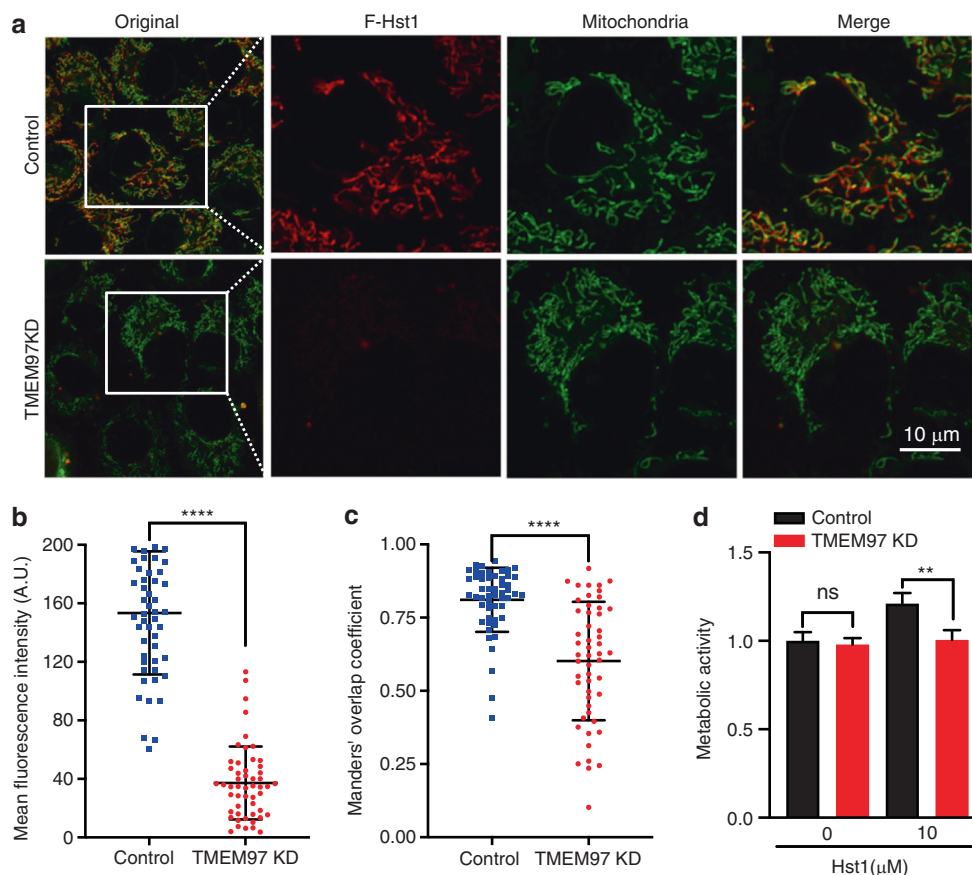 a
Original
F-Hst1
Mitochondria
Merge
Control
TMEM97KD
10 μm
b
****
Mean fluorescence intensity (A.U.)
200
160
120
80
40
0
Control
TMEM97 KD
c
****
Manders' overlap coefficient
1.00
0.75
0.50
0.25
0.00
Control
TMEM97 KD
d
Control
TMEM97 KD
Metabolic activity
1.5
1.0
0.5
0.0
ns
**
0
10
Hst1(μM)